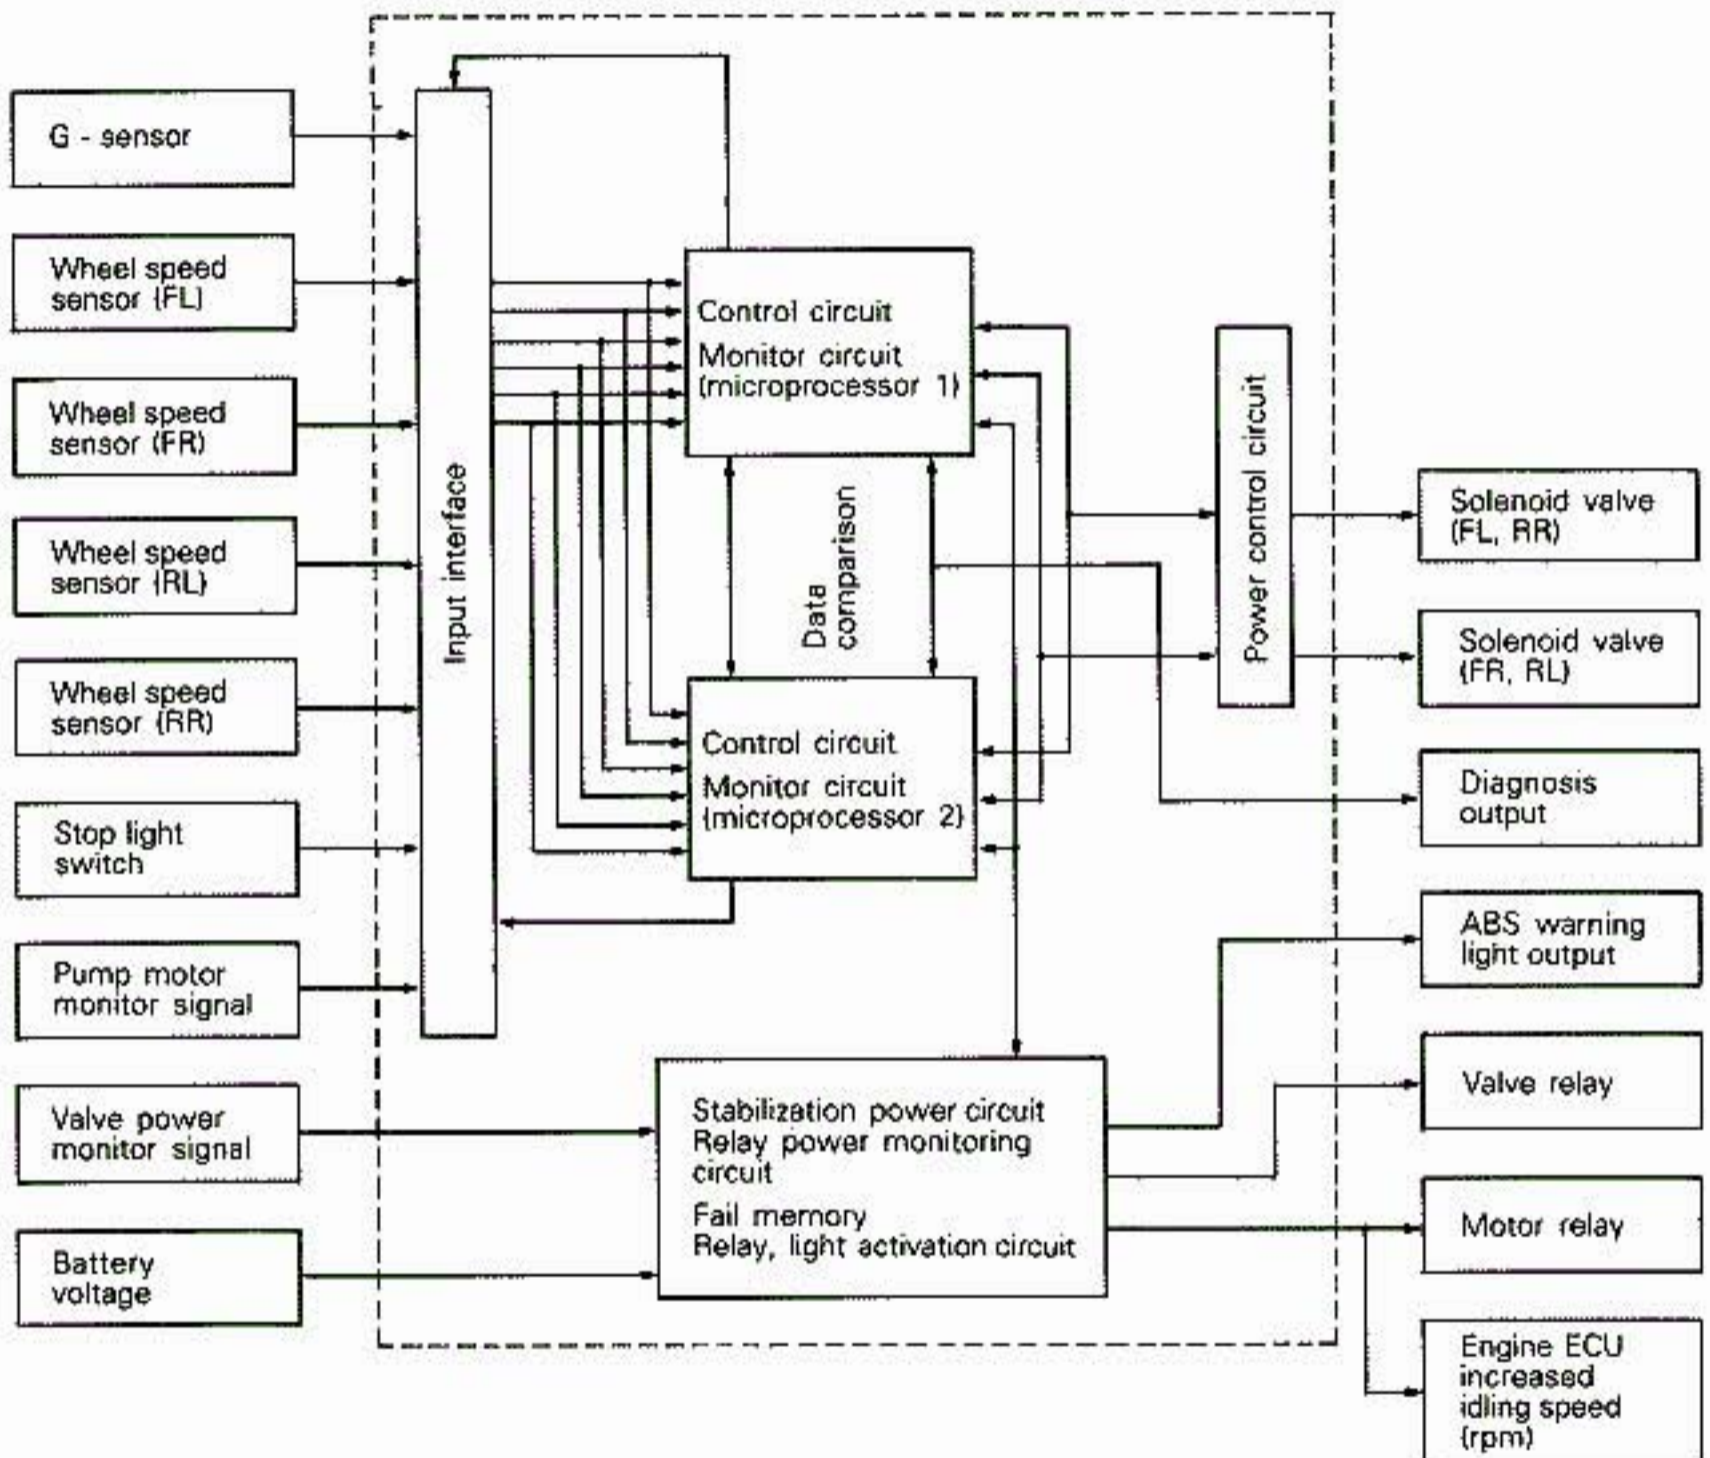 G - sensor
Wheel speed
sensor (FL)
Wheel speed
sensor (FR)
Wheel speed
sensor (RL)
Wheel speed
sensor (RR)
Stop light
switch
Pump motor
monitor signal
Valve power
monitor signal
Battery
voltage
Input interface
Control circuit
Monitor circuit
(microprocessor 1)
Data
comparison
Control circuit
Monitor circuit
(microprocessor 2)
Stabilization power circuit
Relay power monitoring
circuit
Fail memory
Relay, light activation circuit
Power control circuit
Solenoid valve
(FL, RR)
Solenoid valve
(FR, RL)
Diagnosis
output
ABS warning
light output
Valve relay
Motor relay
Engine ECU
increased
idling speed
(rpm)